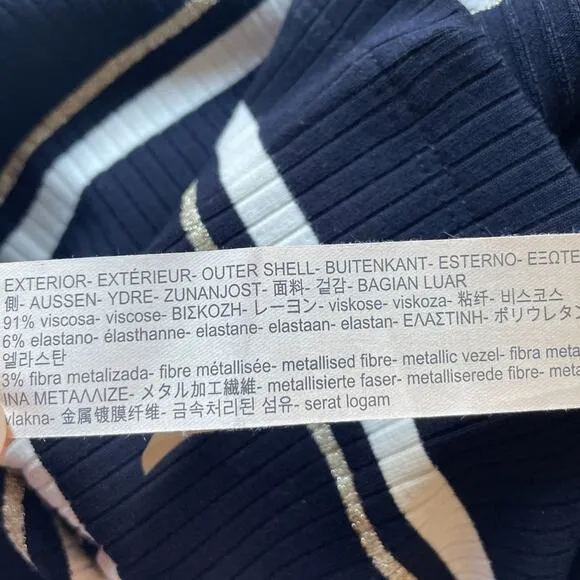 EXTERIOR- EXTÉRIEUR- OUTER SHELL- BUITENKANT- ESTERNO- ΕΞΩΤΕ
側- AUSSEN- YDRE- ZUNANJOST- 面料- 겉감- BAGIAN LUAR
91% viscosa- viscose- ΒΙΣΚΟΖΗ- レーヨン- viskose- viskoza- 粘纤- 비스코스
6% elastano- élasthanne- elastane- elastaan- elastan- ΕΛΑΣΤΙΝΗ- ポリウレタン
엘라스탄
3% fibra metalizada- fibre métallisée- metallised fibre- metallic vezel- fibra meta
ΙΝΑ ΜΕΤΑΛΛΙΖΕ- メタル加工繊維- metallisierte faser- metalliserede fibre- meta
vlakna- 金属镀膜纤维- 금속처리된 섬유- serat logam